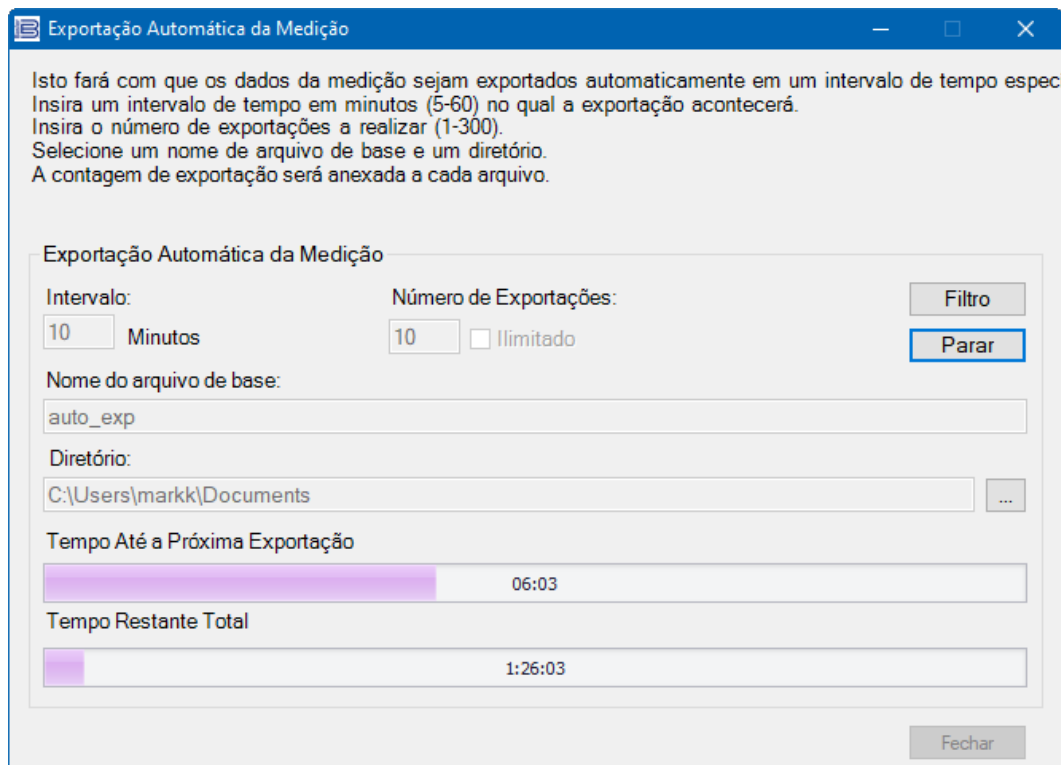 Exportação Automática da Medição
Isto fará com que os dados da medição sejam exportados automaticamente em um intervalo de tempo espec
Insira um intervalo de tempo em minutos (5-60) no qual a exportação acontecerá.
Insira o número de exportações a realizar (1-300).
Selecione um nome de arquivo de base e um diretório.
A contagem de exportação será anexada a cada arquivo.
Exportação Automática da Medição
Intervalo: Número de Exportações: Filtro
10 Minutos 10 Ilimitado Parar
Nome do arquivo de base:
auto_exp
Diretório:
C:\Users\markk\Documents ...
Tempo Até a Próxima Exportação
06:03
Tempo Restante Total
1:26:03
Fechar